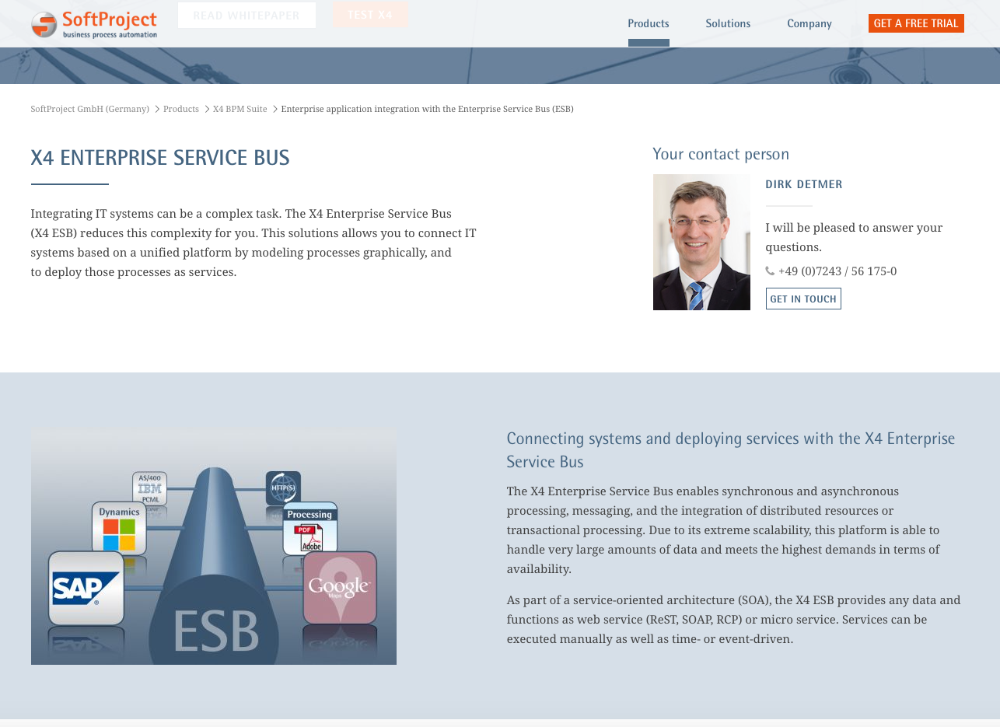 SoftProject
business process automation
READ WHITEPAPER
TEST X4
Products
Solutions
Company
GET A FREE TRIAL
SoftProject GmbH (Germany) > Products > X4 BPM Suite > Enterprise application integration with the Enterprise Service Bus (ESB)
X4 ENTERPRISE SERVICE BUS
Integrating IT systems can be a complex task. The X4 Enterprise Service Bus
(X4 ESB) reduces this complexity for you. This solutions allows you to connect IT
systems based on a unified platform by modeling processes graphically, and
to deploy those processes as services.
Your contact person
DIRK DETMER
I will be pleased to answer your
questions.
+49 (0)7243 / 56 175-0
GET IN TOUCH
AS/400
IBM
PCML
HTTP(S)
Dynamics
Processing
PDF
Adobe
SAP
®
Google
Maps
ESB
Connecting systems and deploying services with the X4 Enterprise
Service Bus
The X4 Enterprise Service Bus enables synchronous and asynchronous
processing, messaging, and the integration of distributed resources or
transactional processing. Due to its extreme scalability, this platform is able to
handle very large amounts of data and meets the highest demands in terms of
availability.
As part of a service-oriented architecture (SOA), the X4 ESB provides any data and
functions as web service (ReST, SOAP, RCP) or micro service. Services can be
executed manually as well as time- or event-driven.